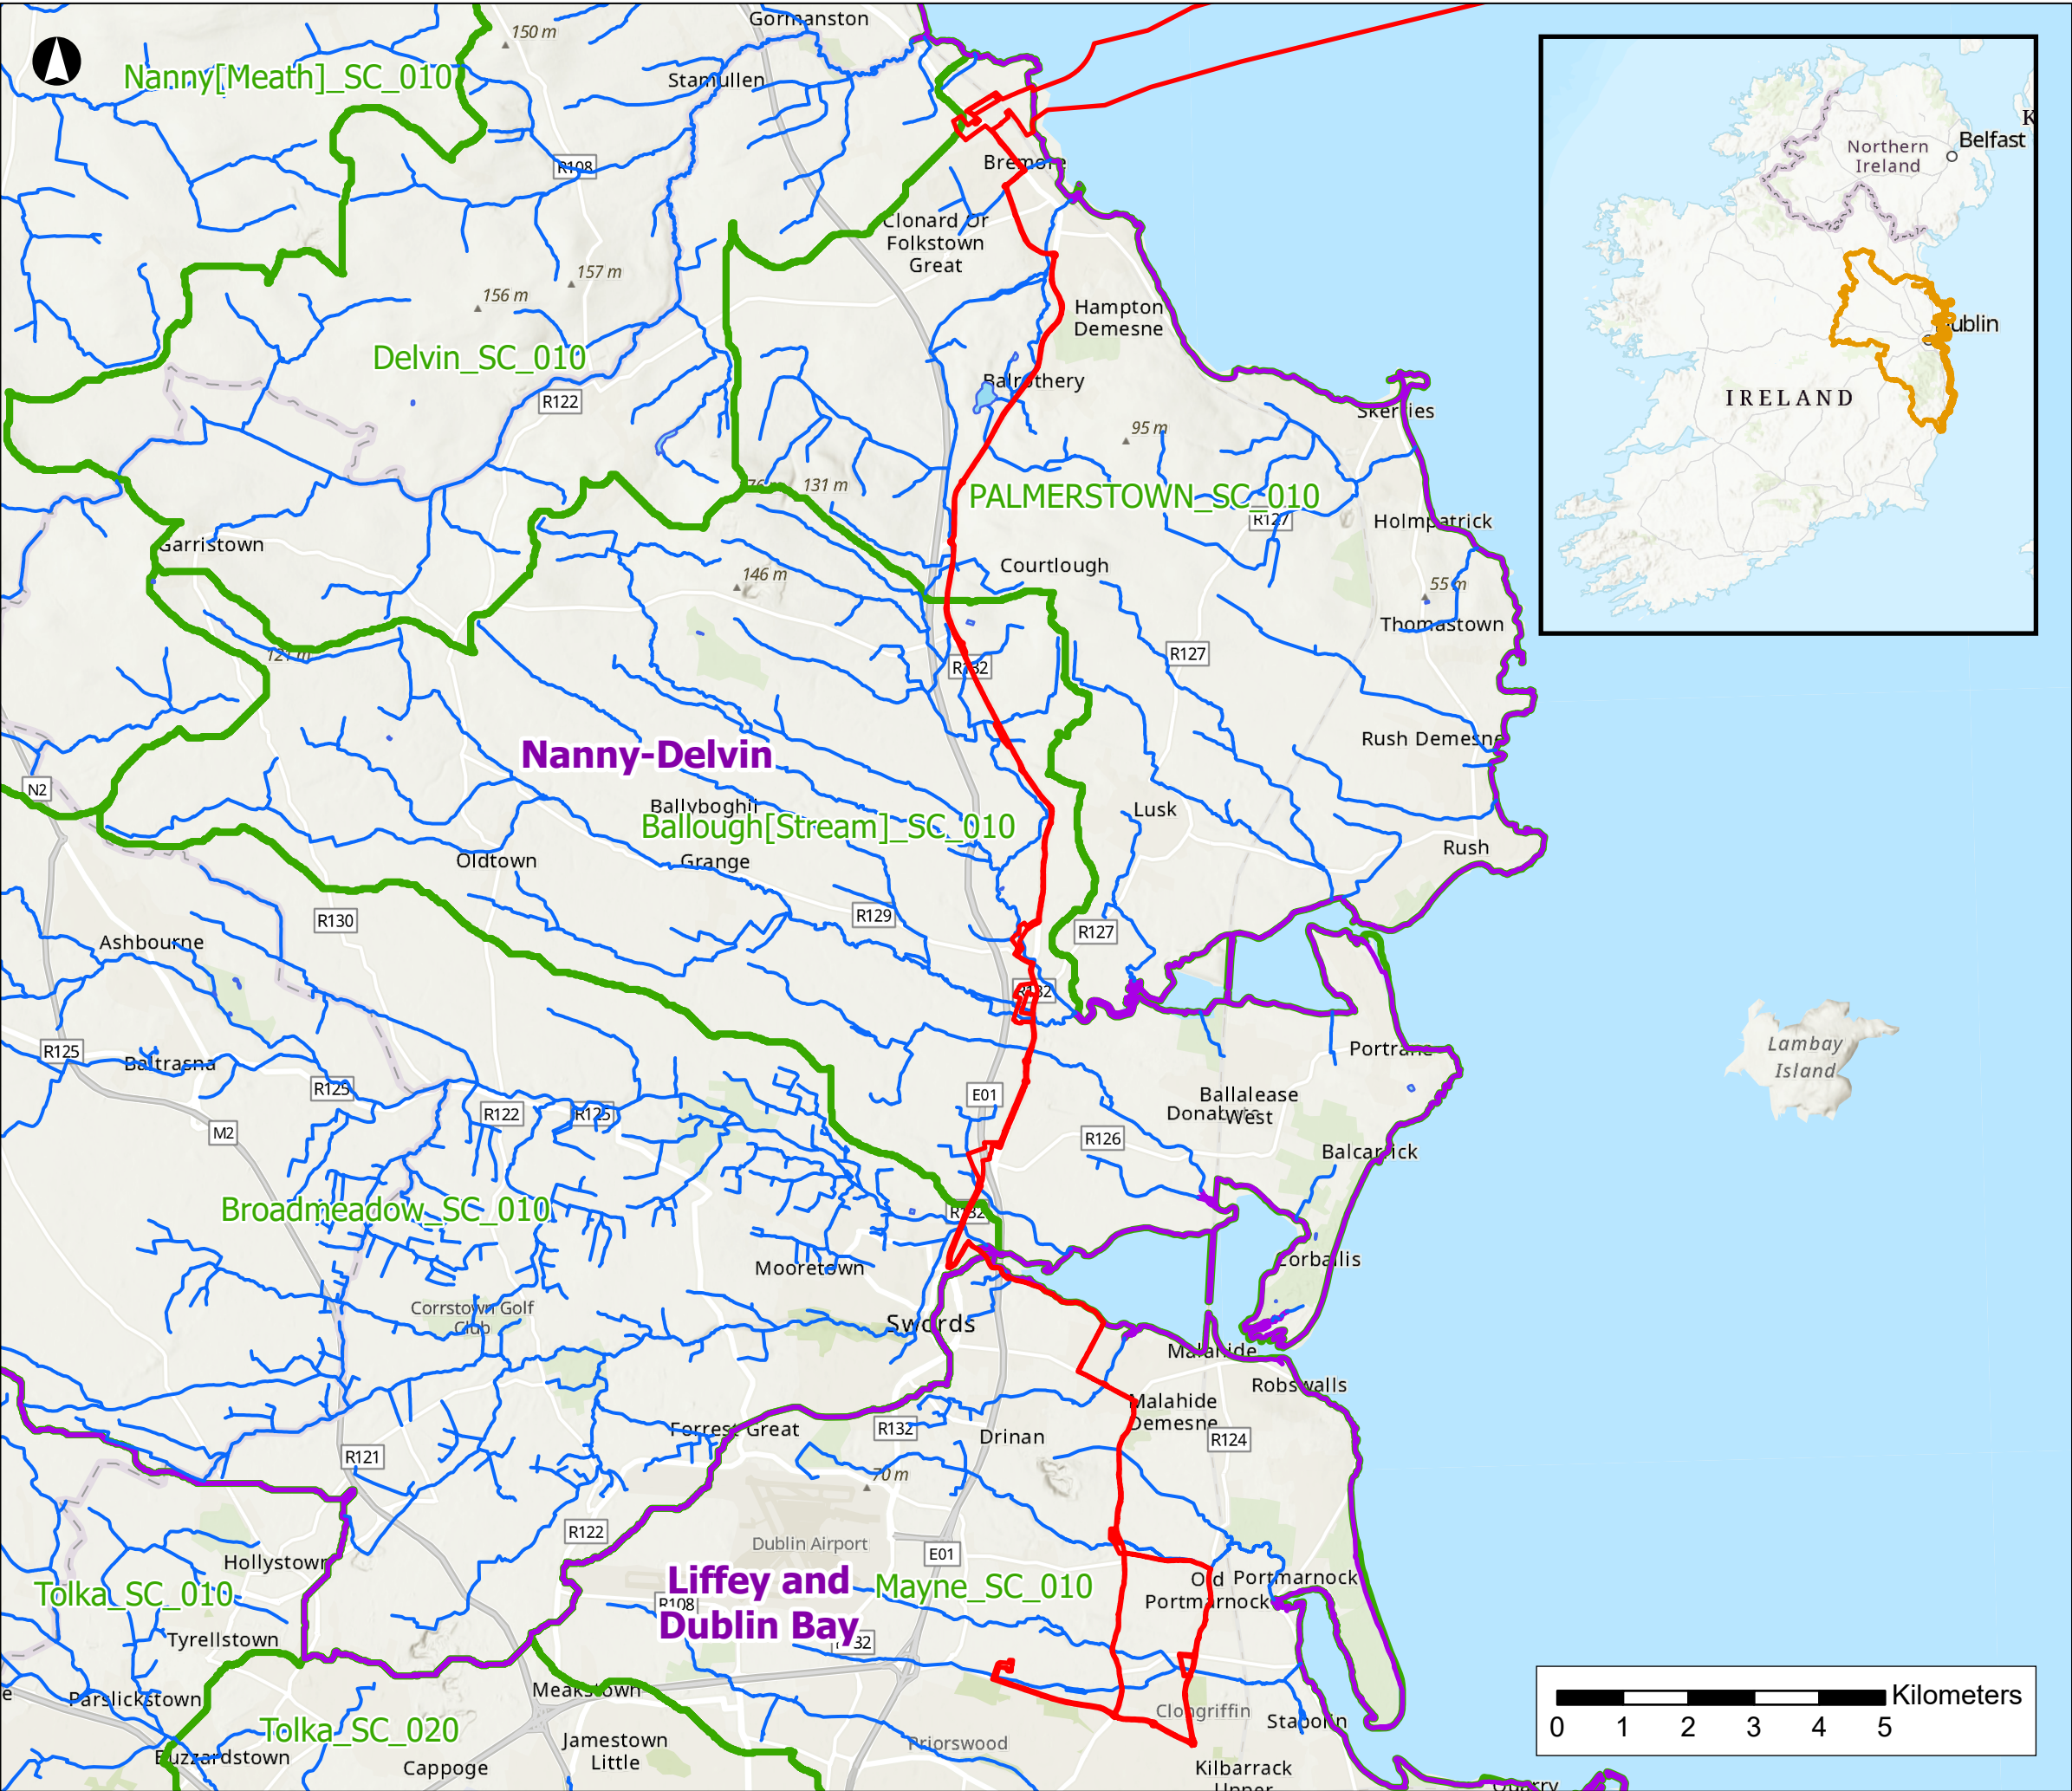 Gormanston
150 m
Nanny[Meath]_SC_010
Stamullen
R108
Bremore
Clonard Or
Folkstown
Great
157 m
156 m
Hampton
Demesne
Delvin_SC_010
R122
Balrothery
Skerries
95 m
131 m
PALMERSTOWN_SC_010
R127
Holmpatrick
Garristown
Courtlough
146 m
55 m
Thomastown
121 m
R132
R127
Nanny-Delvin
Rush Demesne
N2
Ballyboghil
Ballough[Stream]_SC_010
Lusk
Oldtown
Grange
Rush
R130
R129
R127
Ashbourne
R132
R125
Baltrasna
R125
R122
R125
E01
Portrane
Lambay
Island
Ballalease
West
Donabate
M2
R126
Balcarrick
Broadmeadow_SC_010
R132
Mooretown
Corballis
Corrstown Golf
Club
Swords
Malahide
Robswalls
Malahide
Demesne
Forrest Great
R132
Drinan
R124
R121
70 m
R122
Dublin Airport
E01
Hollystown
Liffey and
Dublin Bay
Mayne_SC_010
Old
Portmarnock
Portmarnock
Tolka_SC_010
R108
Tyrellstown
R132
Parslickstown
Meakstown
Clongriffin
Stapolin
Tolka_SC_020
Buzzardstown
Cappoge
Jamestown
Little
Priorswood
Kilbarrack
Upper
Quarry
K
Belfast
Northern
Ireland
Dublin
IRELAND
Kilometers
0 1 2 3 4 5